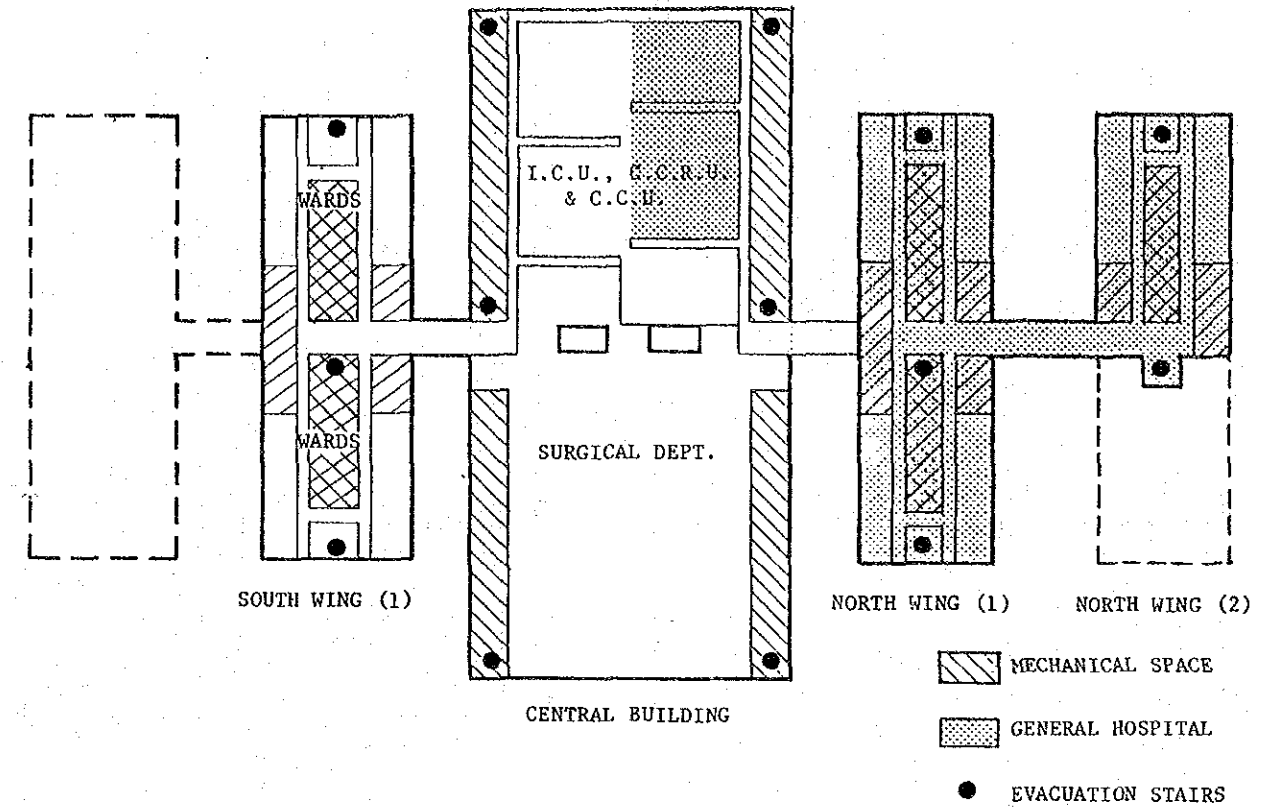 I.C.U., G.C.R.U.
& C.C.U.
WARDS
WARDS
SURGICAL DEPT.
SOUTH WING (1)
NORTH WING (1)
NORTH WING (2)
CENTRAL BUILDING
MECHANICAL SPACE
GENERAL HOSPITAL
EVACUATION STAIRS